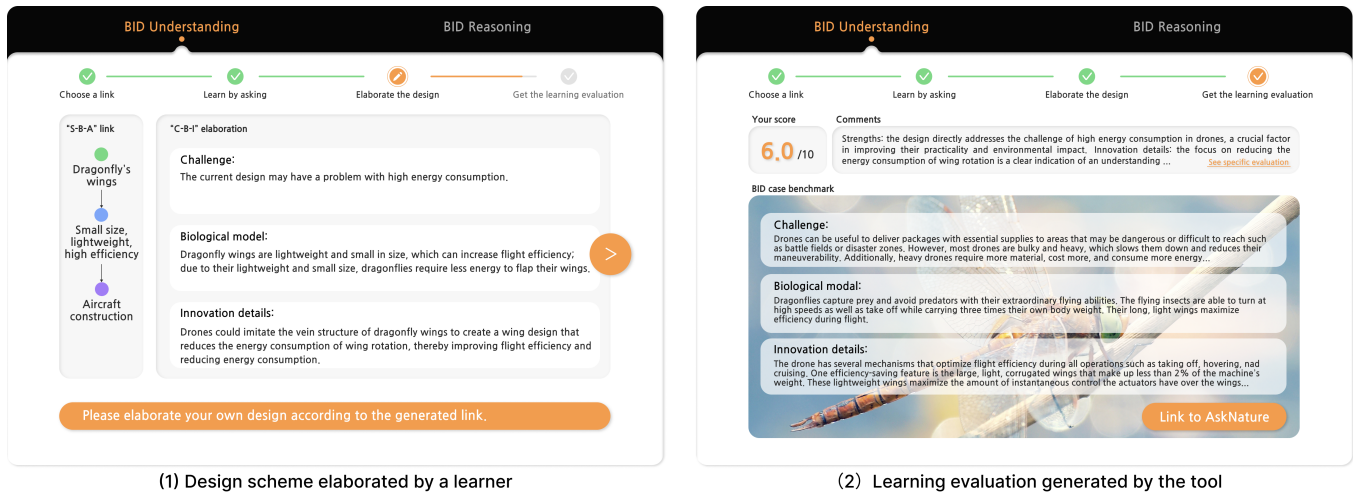 BID Understanding
BID Reasoning
Choose a link
Learn by asking
Elaborate the design
Get the learning evaluation
"S-B-A" link
Dragonfly's
wings
Small size,
lightweight,
high efficiency
Aircraft
construction
"C-B-I" elaboration
Challenge:
The current design may have a problem with high energy consumption.
Biological model:
Dragonfly wings are lightweight and small in size, which can increase flight efficiency;
due to their lightweight and small size, dragonflies require less energy to flap their wings.
>
Innovation details:
Drones could imitate the vein structure of dragonfly wings to create a wing design that
reduces the energy consumption of wing rotation, thereby improving flight efficiency and
reducing energy consumption.
Please elaborate your own design according to the generated link.
(1) Design scheme elaborated by a learner
BID Understanding
BID Reasoning
Choose a link
Learn by asking
Elaborate the design
Get the learning evaluation
Your score
6.0 /10
Comments
Strengths: the design directly addresses the challenge of high energy consumption in drones, a crucial factor
in improving their practicality and environmental impact. Innovation details: the focus on reducing the
energy consumption of wing rotation is a clear indication of an understanding ...
See specific evaluation.
BID case benchmark
Challenge:
Drones can be useful to deliver packages with essential supplies to areas that may be dangerous or difficult to reach such
as battle fields or disaster zones. However, most drones are bulky and heavy, which slows them down and reduces their
maneuverability. Additionally, heavy drones require more material, cost more, and consume more energy...
Biological modal:
Dragonflies capture prey and avoid predators with their extraordinary flying abilities. The flying insects are able to turn at
high speeds as well as take off while carrying three times their own body weight. Their long, light wings maximize
efficiency during flight.
Innovation details:
The drone has several mechanisms that optimize flight efficiency during all operations such as taking off, hovering, nad
cruising. One efficiency-saving feature is the large, light, corrugated wings that make up less than 2% of the machine's
weight. These lightweight wings maximize the amount of instantaneous control the actuators have over the wings...
Link to AskNature
(2) Learning evaluation generated by the tool